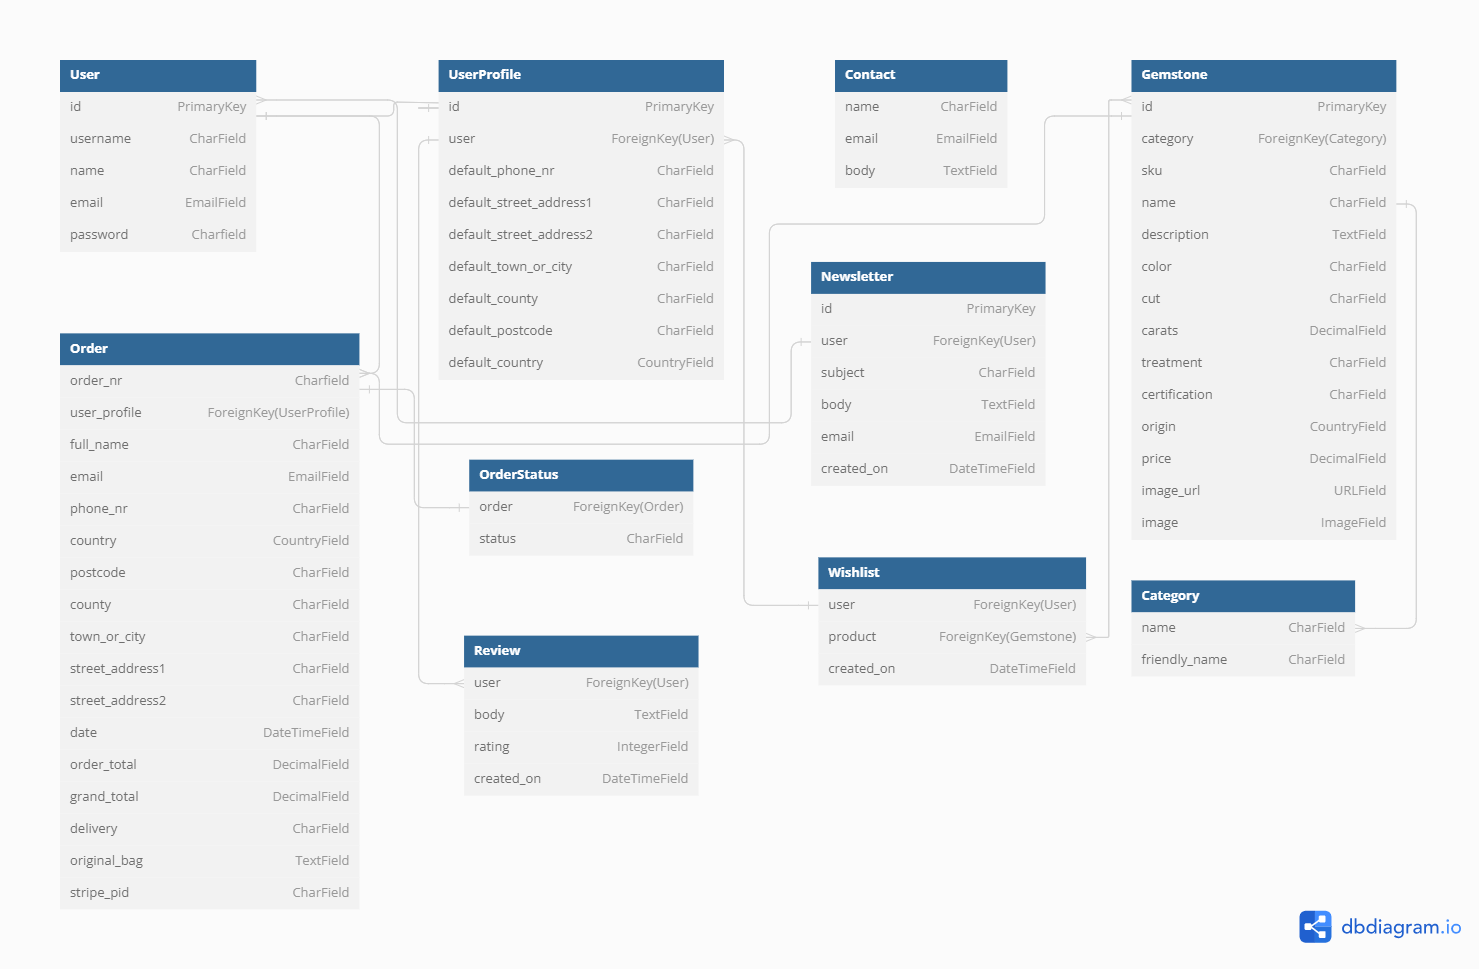 User
id PrimaryKey
username CharField
name CharField
email EmailField
password Charfield
UserProfile
id PrimaryKey
user ForeignKey(User)
default_phone_nr CharField
default_street_address1 CharField
default_street_address2 CharField
default_town_or_city CharField
default_county CharField
default_postcode CharField
default_country CountryField
Contact
name CharField
email EmailField
body TextField
Gemstone
id PrimaryKey
category ForeignKey(Category)
sku CharField
name CharField
description TextField
color CharField
cut CharField
carats DecimalField
treatment CharField
certification CharField
origin CountryField
price DecimalField
image_url URLField
image ImageField
Newsletter
id PrimaryKey
user ForeignKey(User)
subject CharField
body TextField
email EmailField
created_on DateTimeField
Order
order_nr Charfield
user_profile ForeignKey(UserProfile)
full_name CharField
email EmailField
phone_nr CharField
country CountryField
postcode CharField
county CharField
town_or_city CharField
street_address1 CharField
street_address2 CharField
date DateTimeField
order_total DecimalField
grand_total DecimalField
delivery CharField
original_bag TextField
stripe_pid CharField
OrderStatus
order ForeignKey(Order)
status CharField
Wishlist
user ForeignKey(User)
product ForeignKey(Gemstone)
created_on DateTimeField
Category
name CharField
friendly_name CharField
Review
user ForeignKey(User)
body TextField
rating IntegerField
created_on DateTimeField
dbdiagram.io